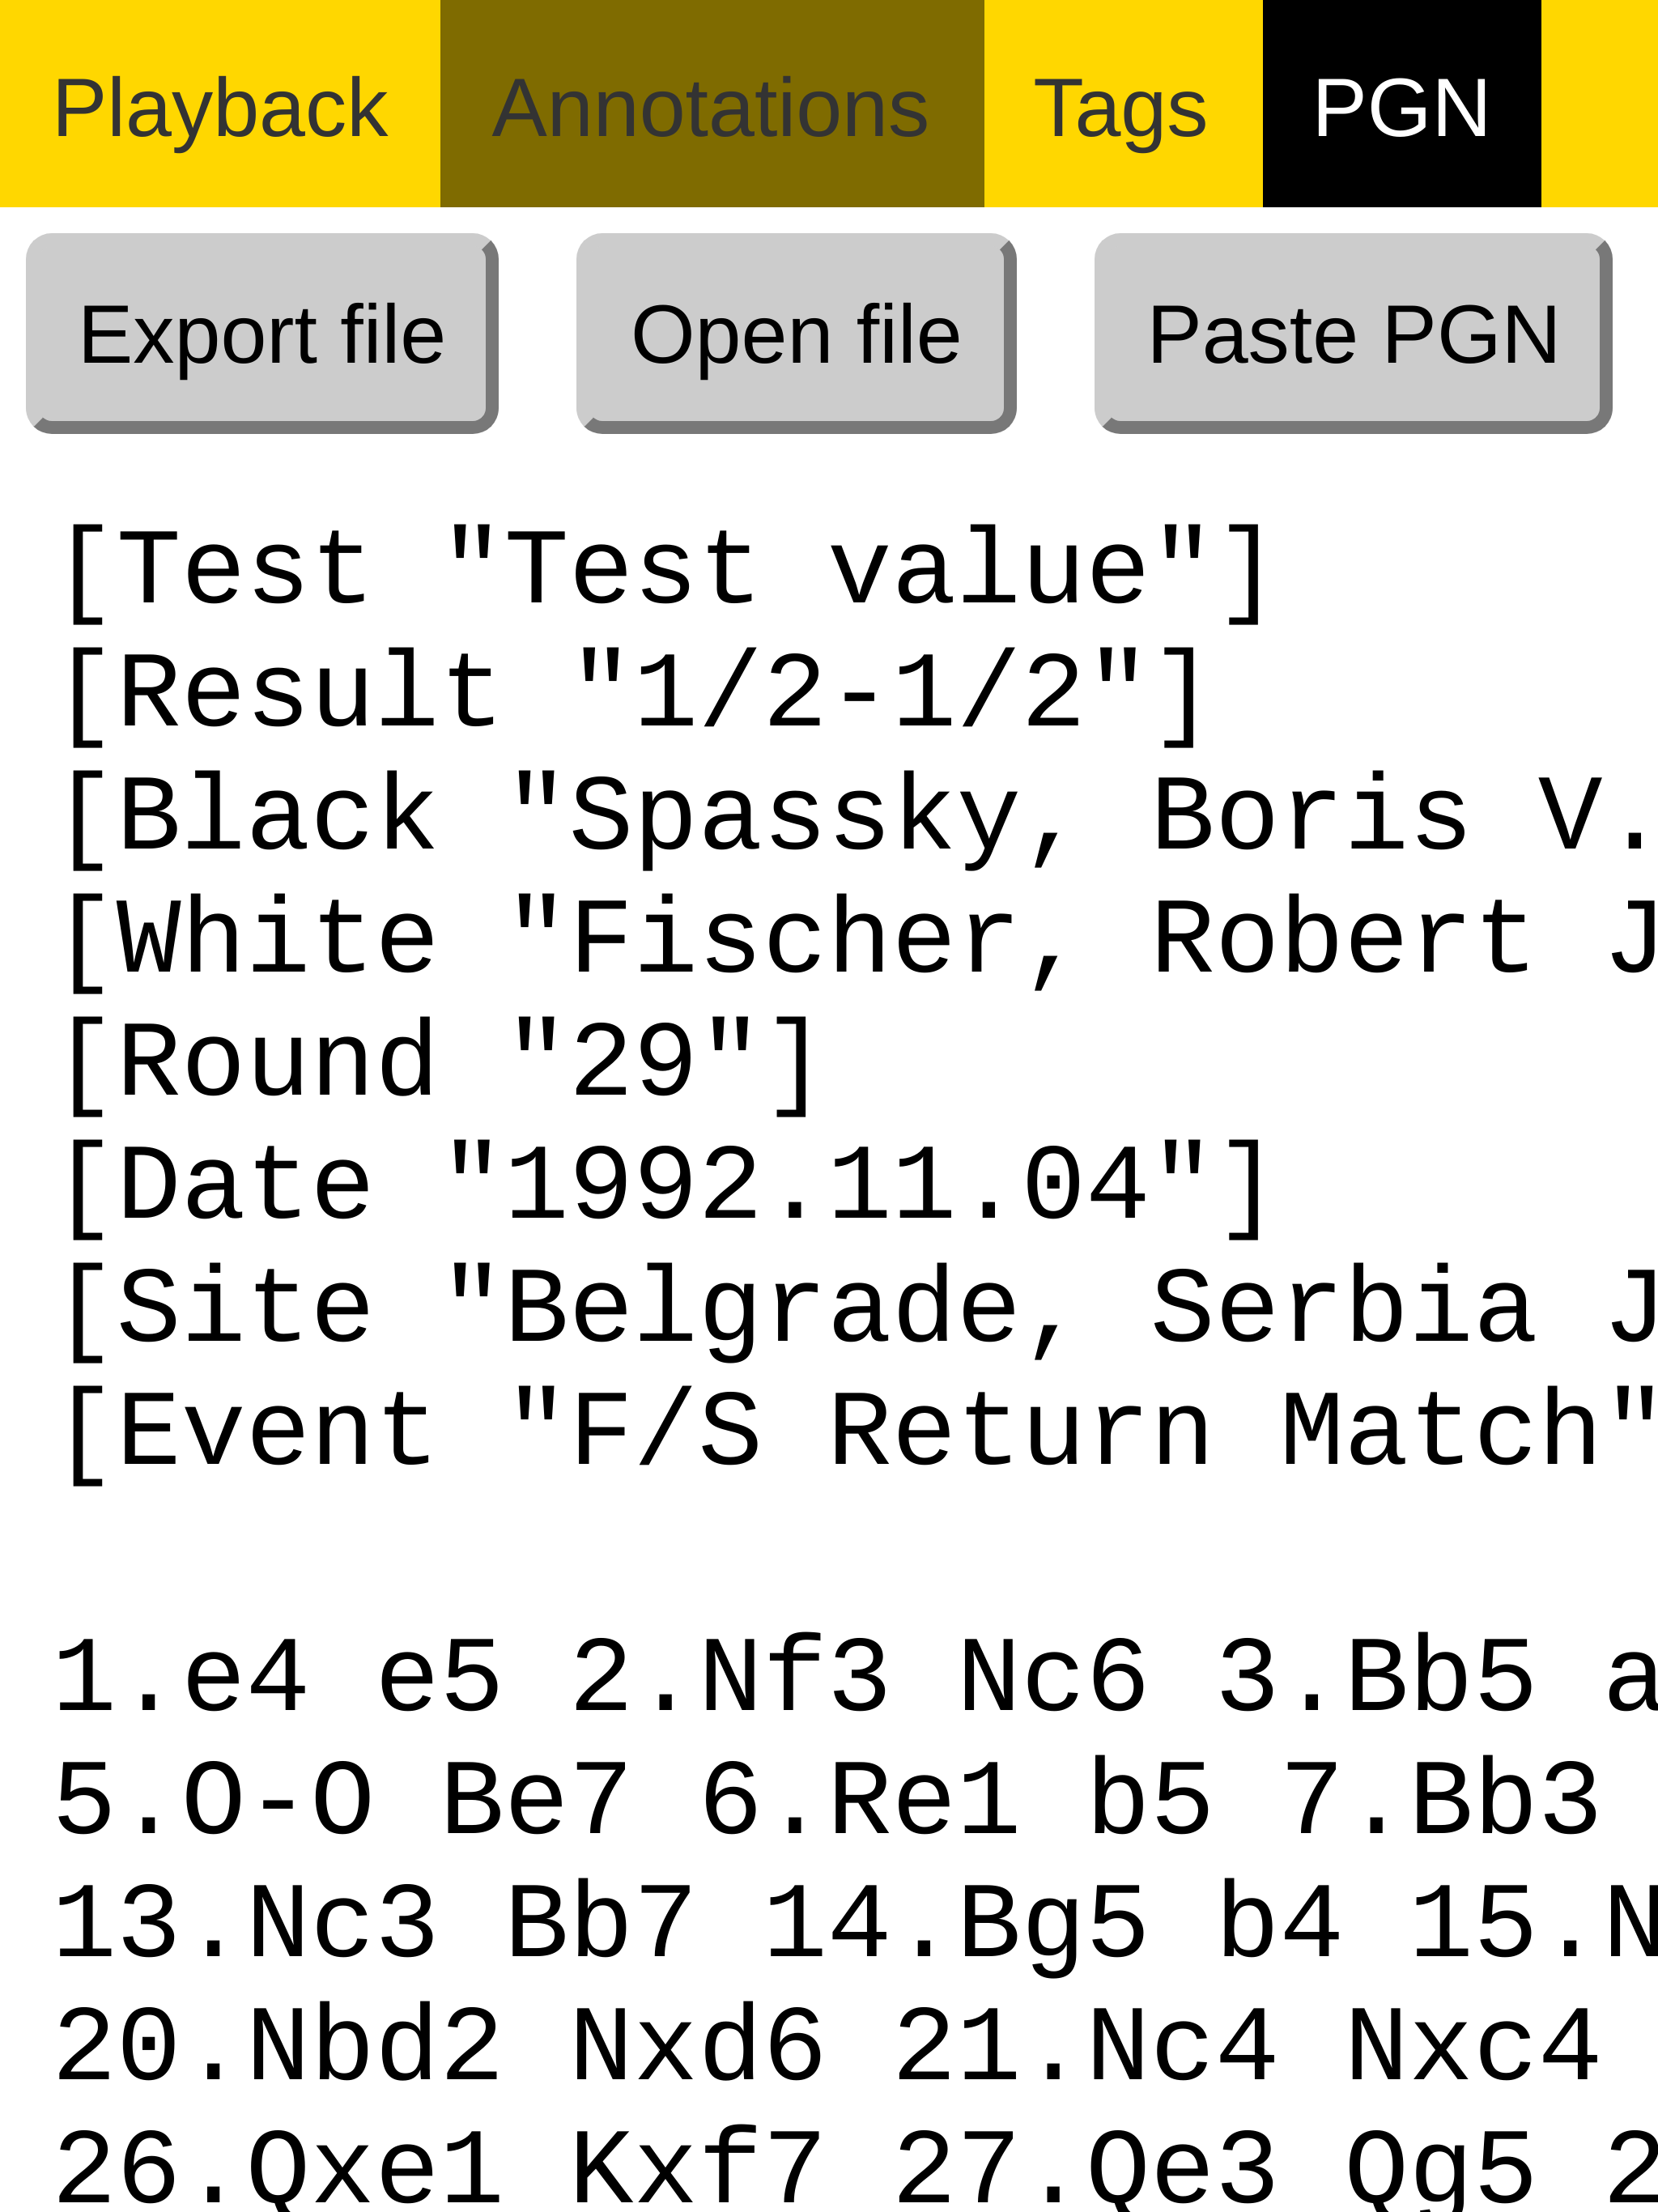 Playback Annotations Tags PGN
Export file Open file Paste PGN
[Test "Test value"]
[Result "1/2-1/2"]
[Black "Spassky, Boris V.
[White "Fischer, Robert J
[Round "29"]
[Date "1992.11.04"]
[Site "Belgrade, Serbia J
[Event "F/S Return Match"
1.e4 e5 2.Nf3 Nc6 3.Bb5 a
5.O-O Be7 6.Re1 b5 7.Bb3
13.Nc3 Bb7 14.Bg5 b4 15.N
20.Nbd2 Nxd6 21.Nc4 Nxc4
26.Qxe1 Kxf7 27.Qe3 Qg5 2